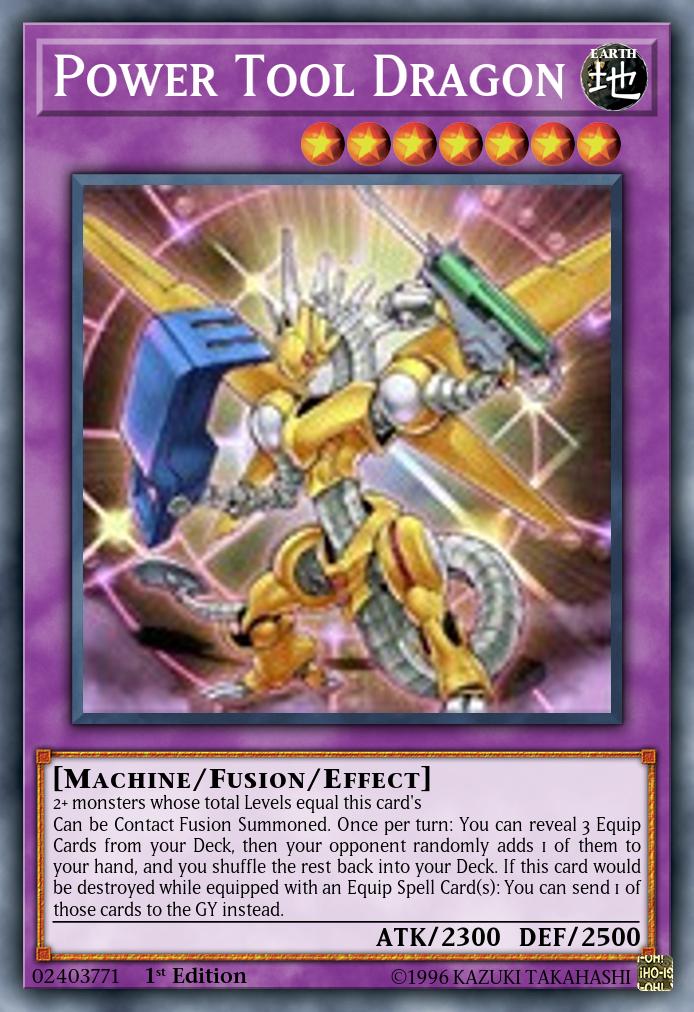 POWER TOOL DRAGON
EARTH
地
[MACHINE/FUSION/EFFECT]
2+ monsters whose total Levels equal this card's
Can be Contact Fusion Summoned. Once per turn: You can reveal 3 Equip
Cards from your Deck, then your opponent randomly adds 1 of them to
your hand, and you shuffle the rest back into your Deck. If this card would
be destroyed while equipped with an Equip Spell Card(s): You can send 1 of
those cards to the GY instead.
ATK/2300 DEF/2500
02403771 1st Edition ©1996 KAZUKI TAKAHASHI